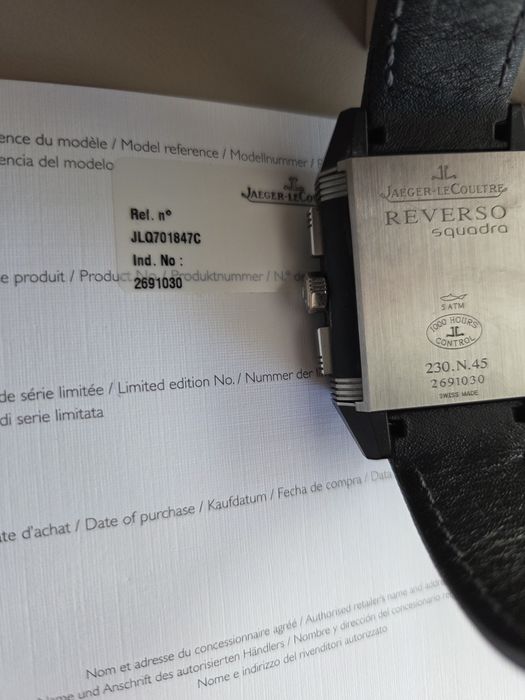 ence du modèle / Model reference / Modellnummer /
encia del modelo
JAEGER-LECO
Ref. n°
JLQ701847C
Ind. No :
2691030
e produit / Product No / Produktnummer / N.° de
de série limitée / Limited edition No. / Nummer der
di serie limitata
te d'achat / Date of purchase / Kaufdatum / Fecha de compra / Data
Nom et adresse du concessionnaire agréé / Authorised retailer's name and addre
me und Anschrift des autorisierten Händlers / Nombre y dirección del concesionario
Nome e indirizzo del rivenditori autorizzato
JAEGER-LECOULTRE
REVERSO
squadra
5 ATM
1000 HOURS
CONTROL
230.N.45
2691030
SWISS MADE